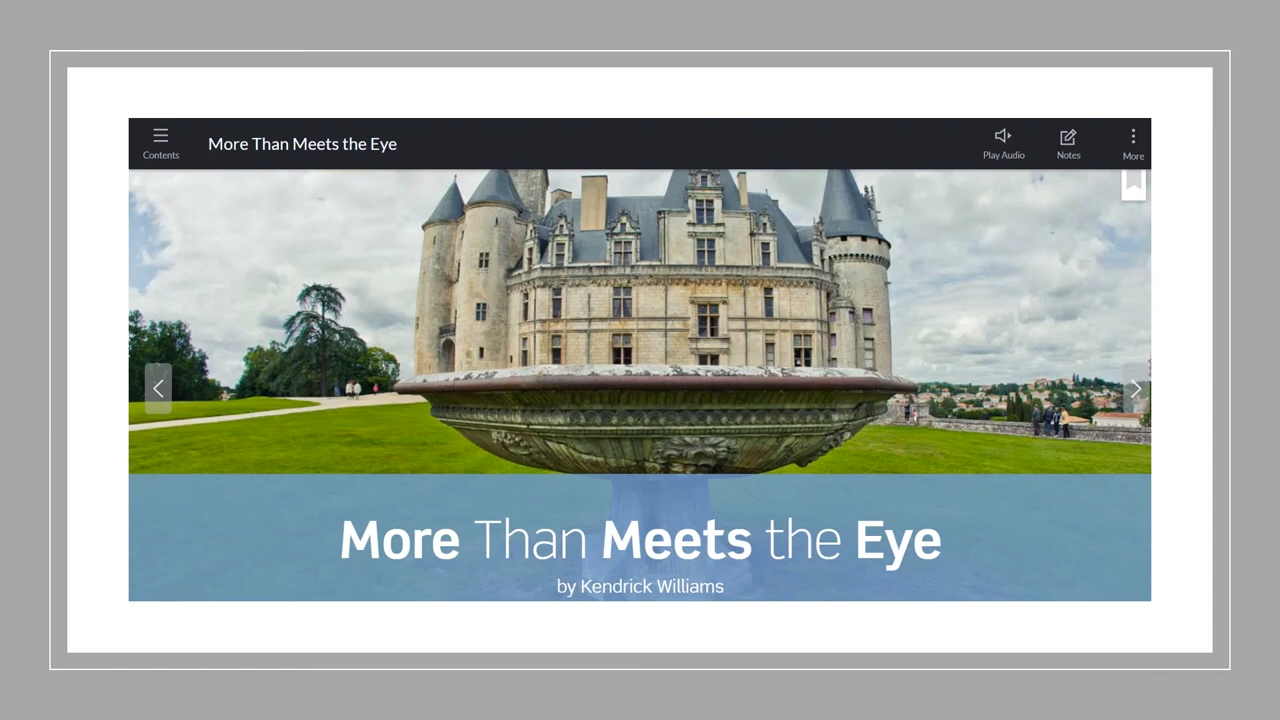 Contents
More Than Meets the Eye
Play Audio
Notes
More
More Than Meets the Eye
by Kendrick Williams